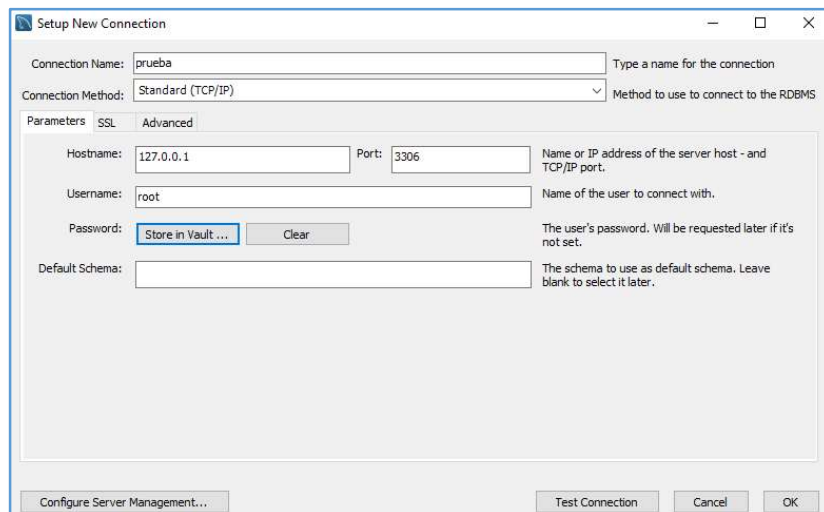 Setup New Connection
Connection Name: prueba Type a name for the connection
Connection Method: Standard (TCP/IP) Method to use to connect to the RDBMS
Parameters SSL Advanced
Hostname: 127.0.0.1 Port: 3306 Name or IP address of the server host - and
TCP/IP port.
Username: root Name of the user to connect with.
Password: Store in Vault ... Clear The user's password. Will be requested later if it's
not set.
Default Schema: The schema to use as default schema. Leave
blank to select it later.
Configure Server Management... Test Connection Cancel OK